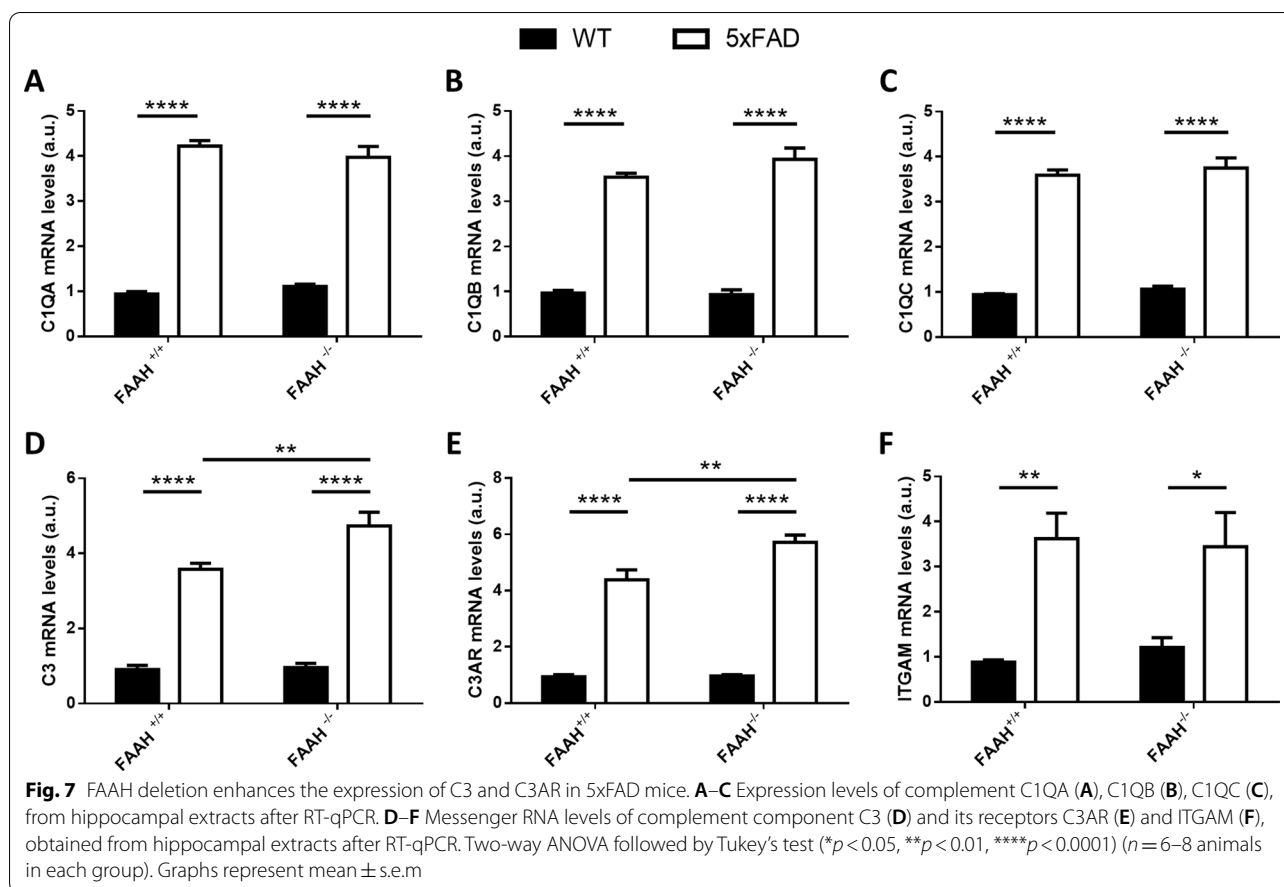 WT 5xFAD
A
C1QA mRNA levels (a.u.)
5
4
3
2
1
0
**** ****
FAAH +/+ FAAH -/-
B
C1QB mRNA levels (a.u.)
5
4
3
2
1
0
**** ****
FAAH +/+ FAAH -/-
C
C1QC mRNA levels (a.u.)
5
4
3
2
1
0
**** ****
FAAH +/+ FAAH -/-
D
C3 mRNA levels (a.u.)
6
4
2
0
**
**** ****
FAAH +/+ FAAH -/-
E
C3AR mRNA levels (a.u.)
8
6
4
2
0
**
**** ****
FAAH +/+ FAAH -/-
F
ITGAM mRNA levels (a.u.)
5
4
3
2
1
0
** *
FAAH+/+ FAAH-/-
Fig. 7 FAAH deletion enhances the expression of C3 and C3AR in 5xFAD mice. A–C Expression levels of complement C1QA (A), C1QB (B), C1QC (C),
from hippocampal extracts after RT-qPCR. D–F Messenger RNA levels of complement component C3 (D) and its receptors C3AR (E) and ITGAM (F),
obtained from hippocampal extracts after RT-qPCR. Two-way ANOVA followed by Tukey's test (*p < 0.05, **p < 0.01, ****p < 0.0001) (n = 6–8 animals
in each group). Graphs represent mean ± s.e.m